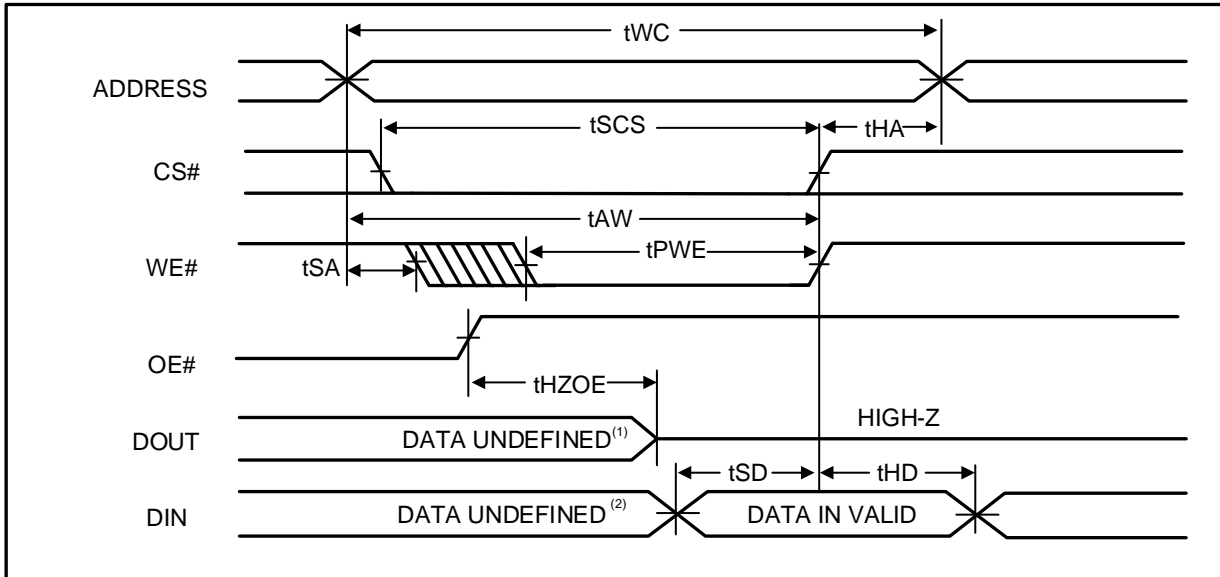 tWC
ADDRESS
tSCS
tHA
CS#
tAW
WE#
tSA
tPWE
OE#
tHZOE
HIGH-Z
DOUT
DATA UNDEFINED(1)
tSD
tHD
DIN
DATA UNDEFINED (2)
DATA IN VALID